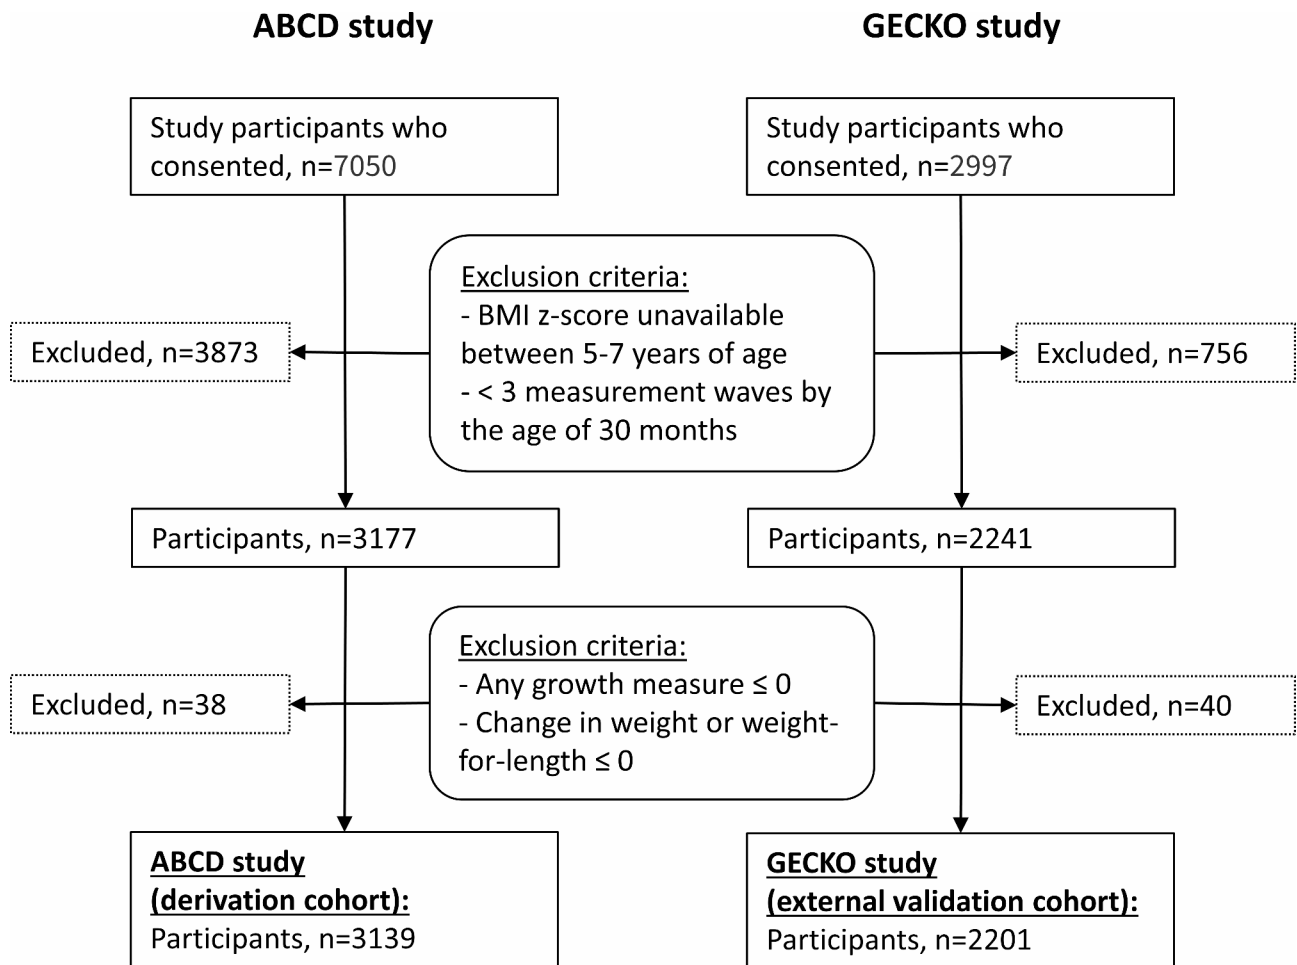 ABCD study
GECKO study
Study participants who
consented, n=7050
Study participants who
consented, n=2997
Exclusion criteria:
- BMI z-score unavailable
between 5-7 years of age
- < 3 measurement waves by
the age of 30 months
Excluded, n=3873
Excluded, n=756
Participants, n=3177
Participants, n=2241
Exclusion criteria:
- Any growth measure ≤ 0
- Change in weight or weight-
for-length ≤ 0
Excluded, n=38
Excluded, n=40
ABCD study
(derivation cohort):
Participants, n=3139
GECKO study
(external validation cohort):
Participants, n=2201